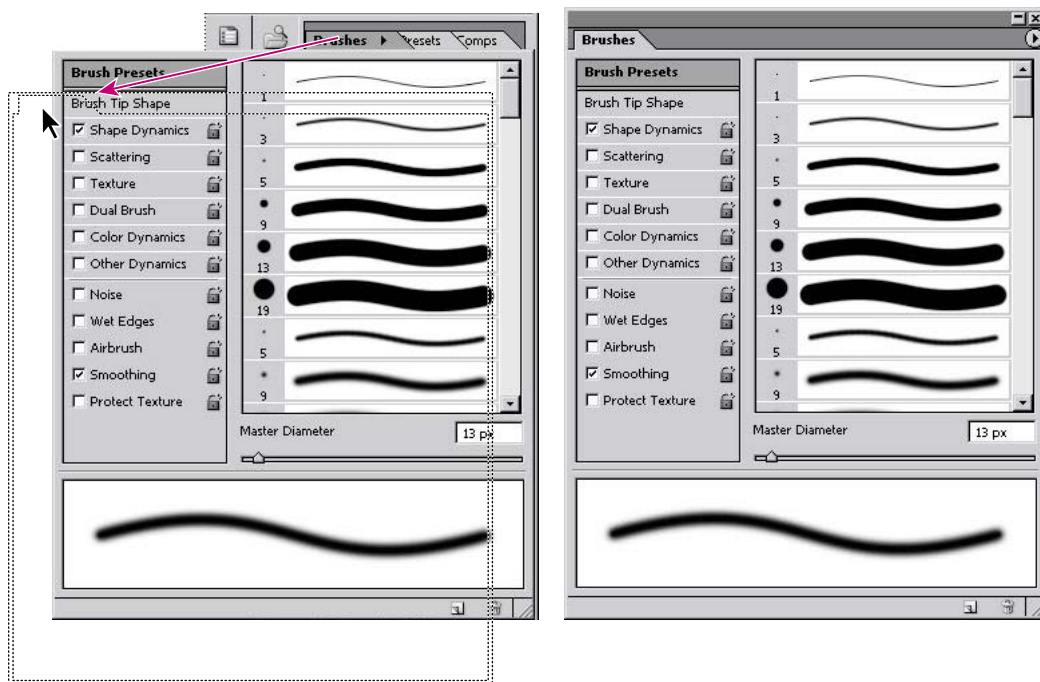 Brushes
Presets
Comps
Brush Presets
Brush Tip Shape
Shape Dynamics
Scattering
Texture
Dual Brush
Color Dynamics
Other Dynamics
Noise
Wet Edges
Airbrush
Smoothing
Protect Texture
1
3
5
9
13
19
5
9
Master Diameter
13 px
Brushes
Brush Presets
Brush Tip Shape
Shape Dynamics
Scattering
Texture
Dual Brush
Color Dynamics
Other Dynamics
Noise
Wet Edges
Airbrush
Smoothing
Protect Texture
1
3
5
9
13
19
5
9
Master Diameter
13 px